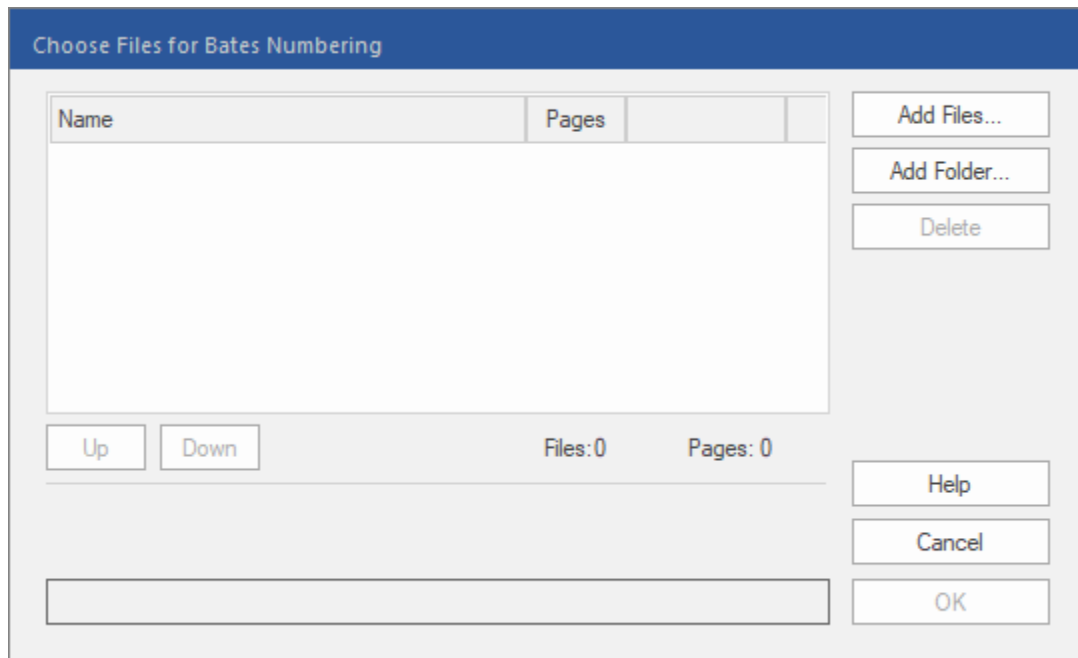 Choose Files for Bates Numbering
Name Pages
Add Files...
Add Folder...
Delete
Up Down Files:0 Pages: 0
Help
Cancel
OK